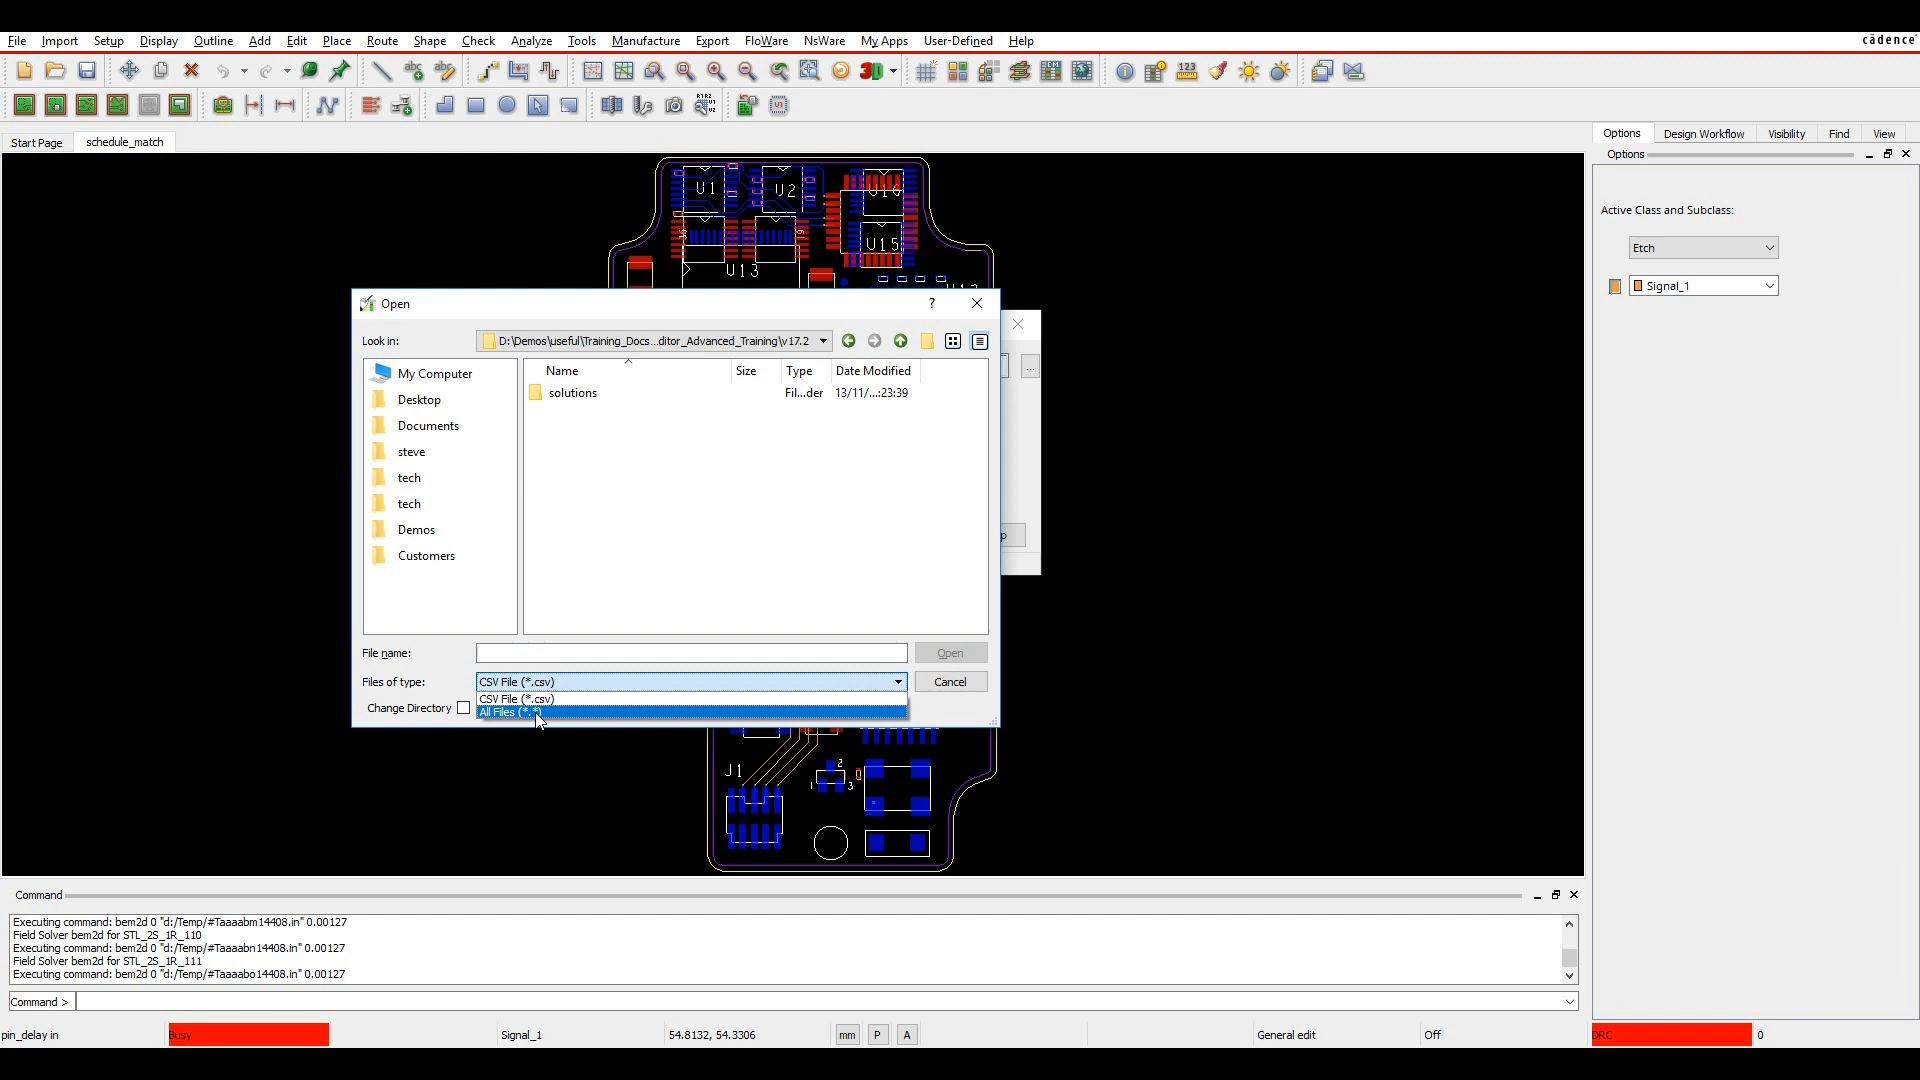 File Import Setup Display Outline Add Edit Place Route Shape Check Analyze Tools Manufacture Export FloWare NsWare My Apps User-Defined Help
cādence
Start Page schedule_match
Options Design Workflow Visibility Find View
Options
Active Class and Subclass:
Etch
Signal_1
U1
U2
U16
U15
U13
Open
?
Look in:
D:\Demos\useful\Training_Docs...ditor_Advanced_Training\v17.2
My Computer
Desktop
Documents
steve
tech
tech
Demos
Customers
Name Size Type Date Modified
solutions Fil...der 13/11/...:23:39
...
p
File name:
Open
Files of type:
CSV File (*.csv)
Cancel
CSV File (*.csv)
All Files (*.*)
Change Directory
J1
2
1
3
Command
Executing command: bem2d 0 "d:/Temp/#Taaaabm14408.in" 0.00127
Field Solver bem2d for STL_2S_1R_110
Executing command: bem2d 0 "d:/Temp/#Taaaabn14408.in" 0.00127
Field Solver bem2d for STL_2S_1R_111
Executing command: bem2d 0 "d:/Temp/#Taaaabo14408.in" 0.00127
Command >
pin_delay in Busy Signal_1 54.8132, 54.3306 mm P A General edit Off DRC 0